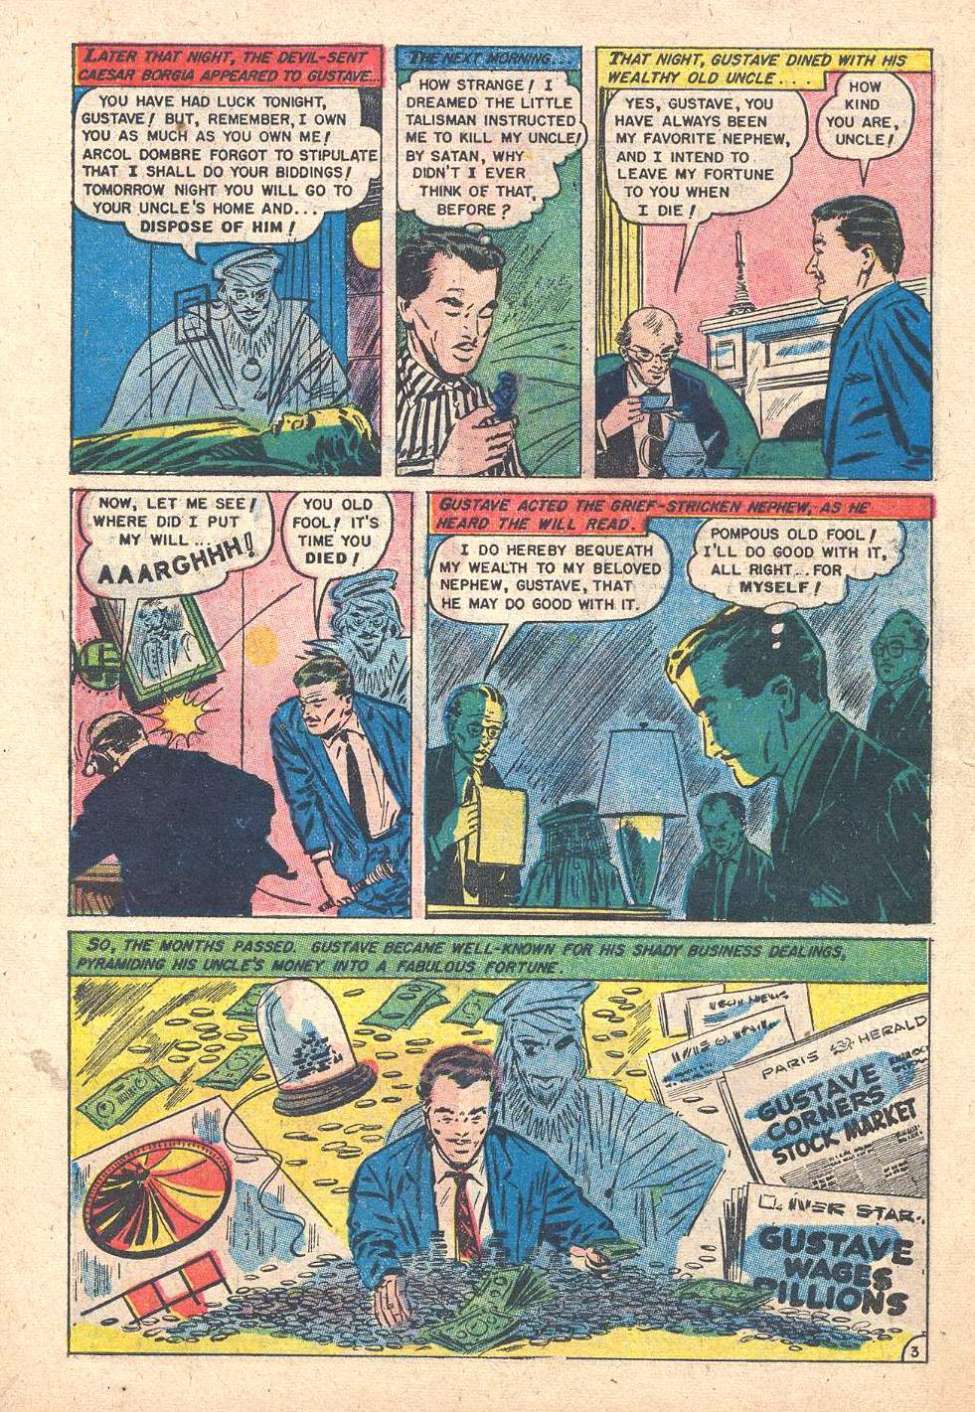 LATER THAT NIGHT, THE DEVIL-SENT
CAESAR BORGIA APPEARED TO GUSTAVE...
YOU HAVE HAD LUCK TONIGHT,
GUSTAVE! BUT, REMEMBER, I OWN
YOU AS MUCH AS YOU OWN ME!
ARCOL DOMBRE FORGOT TO STIPULATE
THAT I SHALL DO YOUR BIDDINGS!
TOMORROW NIGHT YOU WILL GO TO
YOUR UNCLE'S HOME AND...
DISPOSE OF HIM!
THE NEXT MORNING...
HOW STRANGE! I
DREAMED THE LITTLE
TALISMAN INSTRUCTED
ME TO KILL MY UNCLE!
BY SATAN, WHY
DIDN'T I EVER
THINK OF THAT,
BEFORE?
THAT NIGHT, GUSTAVE DINED WITH HIS
WEALTHY OLD UNCLE....
YES, GUSTAVE, YOU
HAVE ALWAYS BEEN
MY FAVORITE NEPHEW,
AND I INTEND TO
LEAVE MY FORTUNE
TO YOU WHEN
I DIE!
HOW
KIND
YOU ARE,
UNCLE!
NOW, LET ME SEE!
WHERE DID I PUT
MY WILL...
AAARGHHH!
YOU OLD
FOOL! IT'S
TIME YOU
DIED!
GUSTAVE ACTED THE GRIEF-STRICKEN NEPHEW, AS HE
HEARD THE WILL READ.
I DO HEREBY BEQUEATH
MY WEALTH TO MY BELOVED
NEPHEW, GUSTAVE, THAT
HE MAY DO GOOD WITH IT.
POMPOUS OLD FOOL!
I'LL DO GOOD WITH IT,
ALL RIGHT...FOR
MYSELF!
SO, THE MONTHS PASSED. GUSTAVE BECAME WELL-KNOWN FOR HIS SHADY BUSINESS DEALINGS,
PYRAMIDING HIS UNCLE'S MONEY INTO A FABULOUS FORTUNE.
NEWS
PARIS HERALD
GUSTAVE
CORNERS
STOCK MARKET
STAR
GUSTAVE
WAGES
BILLIONS
3